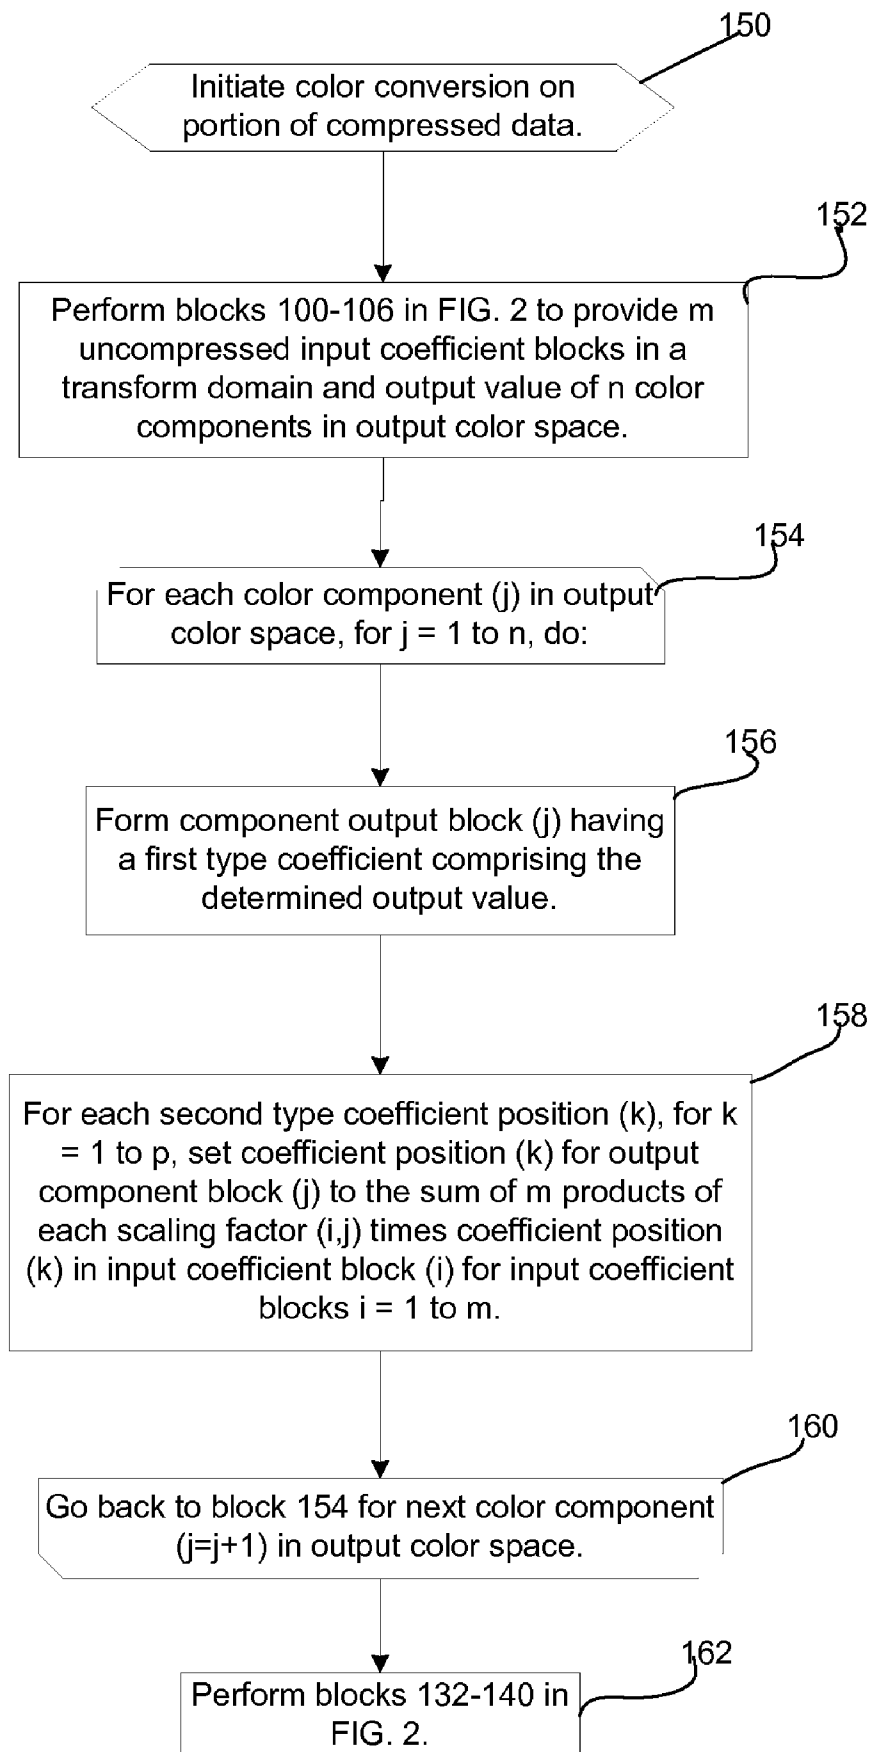 150
Initiate color conversion on
portion of compressed data.
152
Perform blocks 100-106 in FIG. 2 to provide m
uncompressed input coefficient blocks in a
transform domain and output value of n color
components in output color space.
154
For each color component (j) in output
color space, for j = 1 to n, do:
156
Form component output block (j) having
a first type coefficient comprising the
determined output value.
158
For each second type coefficient position (k), for k
= 1 to p, set coefficient position (k) for output
component block (j) to the sum of m products of
each scaling factor (i,j) times coefficient position
(k) in input coefficient block (i) for input coefficient
blocks i = 1 to m.
160
Go back to block 154 for next color component
(j=j+1) in output color space.
162
Perform blocks 132-140 in
FIG. 2.